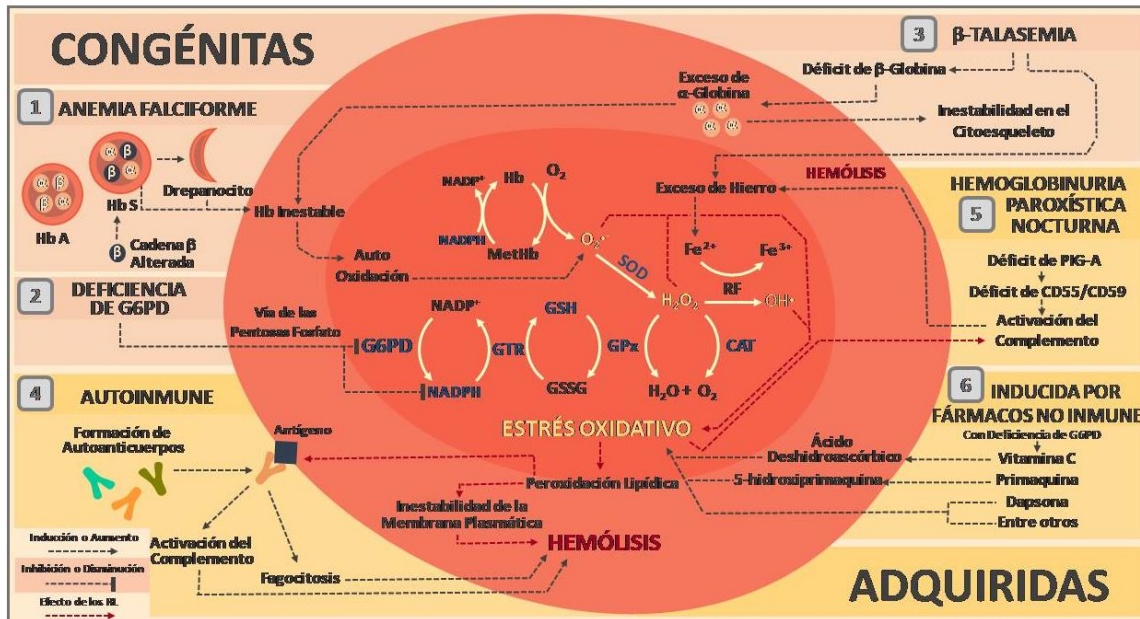 CONGÉNITAS
1
ANEMIA FALCIFORME
α
β
β
α
α
β
β
α
Drepanocito
Hb S
Hb A
β
Cadena β
Alterada
2
DEFICIENCIA
DE G6PD
Vía de las
Pentosas Fosfato
3
β-TALASEMIA
Déficit de β-Globina
Exceso de
α-Globina
α
α
α
α
Inestabilidad en el
Citoesqueleto
Exceso de Hierro
HEMÓLISIS
Hb Inestable
Auto
Oxidación
NADP⁺
Hb
O₂
NADPH
MetHb
O₂•⁻
SOD
Fe²⁺
Fe³⁺
RF
H₂O₂
OH•
NADP⁺
GSH
G6PD
GTR
GPx
CAT
NADPH
GSSG
H₂O + O₂
ESTRÉS OXIDATIVO
Peroxidación Lipídica
Inestabilidad de la
Membrana Plasmática
HEMÓLISIS
4
AUTOINMUNE
Formación de
Autoanticuerpos
Antígeno
Activación del
Complemento
Fagocitosis
Inducción o Aumento
Inhibición o Disminución
Efecto de los RL
HEMOGLOBINURIA
5
PAROXÍSTICA
NOCTURNA
Déficit de PIG-A
Déficit de CD55/CD59
Activación del
Complemento
6
INDUCIDA POR
FÁRMACOS NO INMUNE
Con Deficiencia de G6PD
Ácido
Deshidroascórbico
Vitamina C
5-hidroxiprimaquina
Primaquina
Dapsona
Entre otros
ADQUIRIDAS